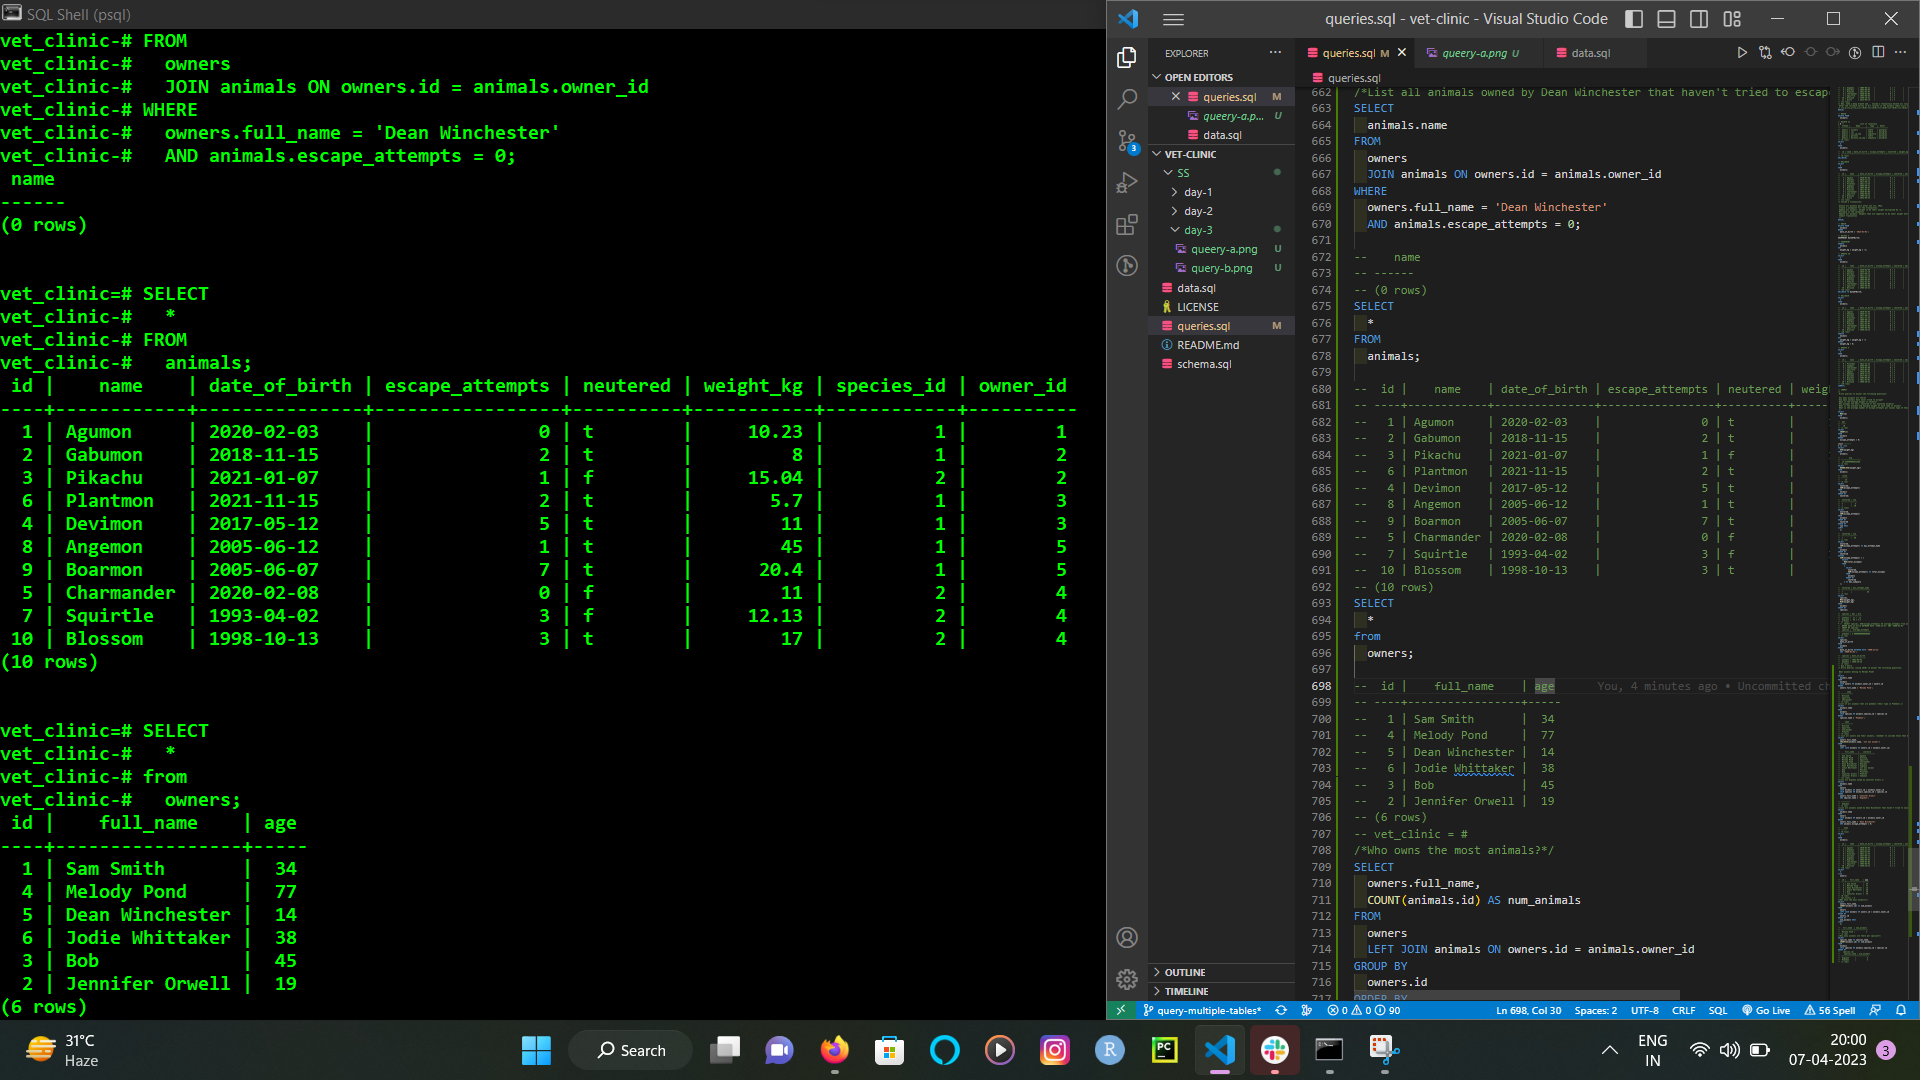 SQL Shell (psql)
vet_clinic-# FROM
vet_clinic-#   owners
vet_clinic-#   JOIN animals ON owners.id = animals.owner_id
vet_clinic-# WHERE
vet_clinic-#   owners.full_name = 'Dean Winchester'
vet_clinic-#   AND animals.escape_attempts = 0;
 name
------
(0 rows)
vet_clinic=# SELECT
vet_clinic-#   *
vet_clinic-# FROM
vet_clinic-#   animals;
 id |    name    | date_of_birth | escape_attempts | neutered | weight_kg | species_id | owner_id
----+------------+---------------+-----------------+----------+-----------+------------+----------
  1 | Agumon     | 2020-02-03    |               0 | t        |     10.23 |          1 |        1
  2 | Gabumon    | 2018-11-15    |               2 | t        |         8 |          1 |        2
  3 | Pikachu    | 2021-01-07    |               1 | f        |     15.04 |          2 |        2
  6 | Plantmon   | 2021-11-15    |               2 | t        |       5.7 |          1 |        3
  4 | Devimon    | 2017-05-12    |               5 | t        |        11 |          1 |        3
  8 | Angemon    | 2005-06-12    |               1 | t        |        45 |          1 |        5
  9 | Boarmon    | 2005-06-07    |               7 | t        |      20.4 |          1 |        5
  5 | Charmander | 2020-02-08    |               0 | f        |        11 |          2 |        4
  7 | Squirtle   | 1993-04-02    |               3 | f        |     12.13 |          2 |        4
 10 | Blossom    | 1998-10-13    |               3 | t        |        17 |          2 |        4
(10 rows)
vet_clinic=# SELECT
vet_clinic-#   *
vet_clinic-# from
vet_clinic-#   owners;
 id |    full_name    | age
----+-----------------+-----
  1 | Sam Smith       |  34
  4 | Melody Pond     |  77
  5 | Dean Winchester |  14
  6 | Jodie Whittaker |  38
  3 | Bob             |  45
  2 | Jennifer Orwell |  19
(6 rows)
queries.sql - vet-clinic - Visual Studio Code
EXPLORER
OPEN EDITORS
queries.sql M
queery-a.p... U
data.sql
VET-CLINIC
SS
day-1
day-2
day-3
queery-a.png U
query-b.png U
data.sql
LICENSE
queries.sql M
README.md
schema.sql
OUTLINE
TIMELINE
3
queries.sql M
queery-a.png U
data.sql
queries.sql
662 /*List all animals owned by Dean Winchester that haven't tried to escap
663 SELECT
664   animals.name
665 FROM
666   owners
667   JOIN animals ON owners.id = animals.owner_id
668 WHERE
669   owners.full_name = 'Dean Winchester'
670   AND animals.escape_attempts = 0;
671
672 --    name
673 -- ------
674 -- (0 rows)
675 SELECT
676   *
677 FROM
678   animals;
679
680 --  id |    name    | date_of_birth | escape_attempts | neutered | weig
681 -- ----+------------+---------------+-----------------+----------+-----
682 --   1 | Agumon     | 2020-02-03    |               0 | t        |
683 --   2 | Gabumon    | 2018-11-15    |               2 | t        |
684 --   3 | Pikachu    | 2021-01-07    |               1 | f        |
685 --   6 | Plantmon   | 2021-11-15    |               2 | t        |
686 --   4 | Devimon    | 2017-05-12    |               5 | t        |
687 --   8 | Angemon    | 2005-06-12    |               1 | t        |
688 --   9 | Boarmon    | 2005-06-07    |               7 | t        |
689 --   5 | Charmander | 2020-02-08    |               0 | f        |
690 --   7 | Squirtle   | 1993-04-02    |               3 | f        |
691 --  10 | Blossom    | 1998-10-13    |               3 | t        |
692 -- (10 rows)
693 SELECT
694   *
695 from
696   owners;
697
698 --  id |    full_name    | age You, 4 minutes ago • Uncommitted ch
699 -- ----+-----------------+-----
700 --   1 | Sam Smith       |  34
701 --   4 | Melody Pond     |  77
702 --   5 | Dean Winchester |  14
703 --   6 | Jodie Whittaker |  38
704 --   3 | Bob             |  45
705 --   2 | Jennifer Orwell |  19
706 -- (6 rows)
707 -- vet_clinic = #
708 /*Who owns the most animals?*/
709 SELECT
710   owners.full_name,
711   COUNT(animals.id) AS num_animals
712 FROM
713   owners
714   LEFT JOIN animals ON owners.id = animals.owner_id
715 GROUP BY
716   owners.id
717 ORDER BY
query-multiple-tables* 0 0 90 Ln 698, Col 30 Spaces: 2 UTF-8 CRLF SQL Go Live 56 Spell
31°C
Haze
Search
R
PC
ENG
IN
20:00
07-04-2023
3